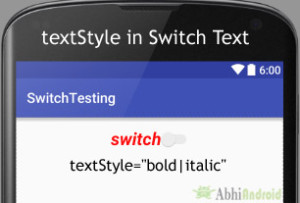 textStyle in Switch Text
6:00
SwitchTesting
switch
textStyle="bold|italic"
AbhiAndroid